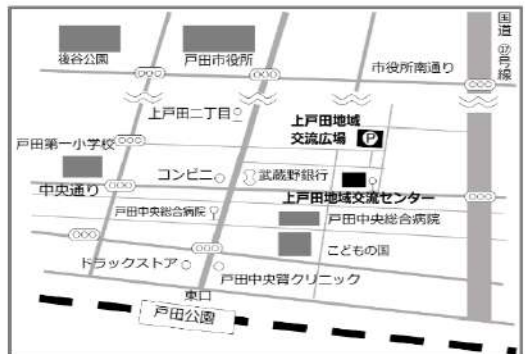 国道⑰号線
後谷公園
戸田市役所
市役所南通り
上戸田二丁目
上戸田地域
交流広場
P
戸田第一小学校
コンビニ
武蔵野銀行
中央通り
上戸田地域交流センター
戸田中央総合病院
戸田中央総合病院
こどもの国
ドラックストア
戸田中央腎クリニック
東口
戸田公園